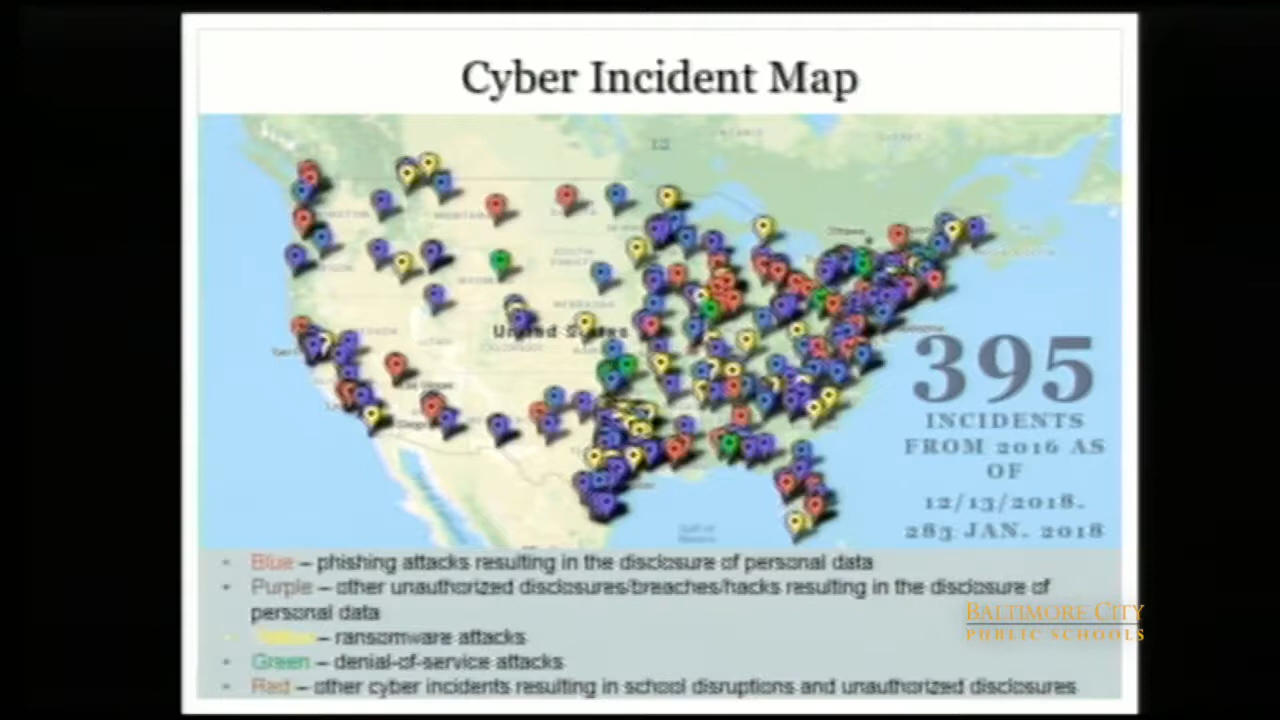 Cyber Incident Map
United States
395
INCIDENTS
FROM 2016 AS
OF
12/13/2018.
283 JAN. 2018
• Blue – phishing attacks resulting in the disclosure of personal data
• Purple – other unauthorized disclosures/breaches/hacks resulting in the disclosure of
personal data
• Yellow – ransomware attacks
• Green – denial-of-service attacks
• Red – other cyber incidents resulting in school disruptions and unauthorized disclosures
BALTIMORE CITY
PUBLIC SCHOOLS